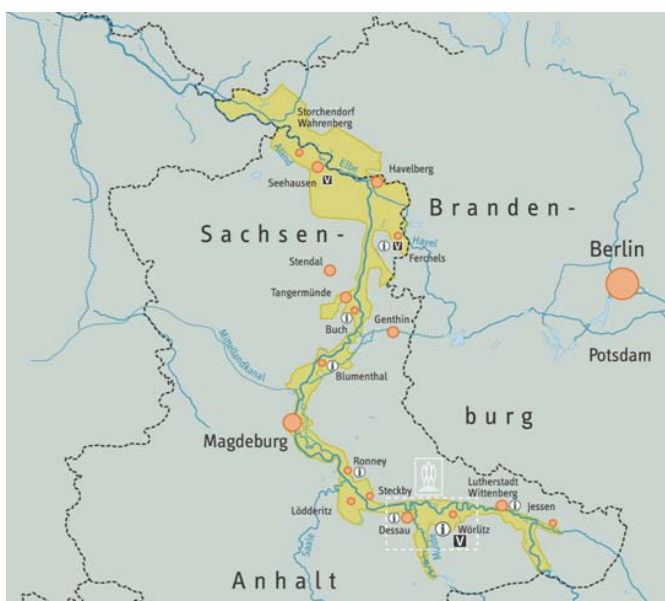 Storchendorf
Wahrenberg
Aland
Elbe
Seehausen
V
Havelberg
Branden-
Sachsen-
Havel
i
V
Ferchels
Stendal
Berlin
Tangermünde
Buch
i
Genthin
Mittellandkanal
Potsdam
i
Blumenthal
burg
Magdeburg
Ronney
i
Steckby
Lödderitz
Lutherstadt
Wittenberg
i
Jessen
i
Dessau
i
Wörlitz
V
Saale
Mulde
Anhalt